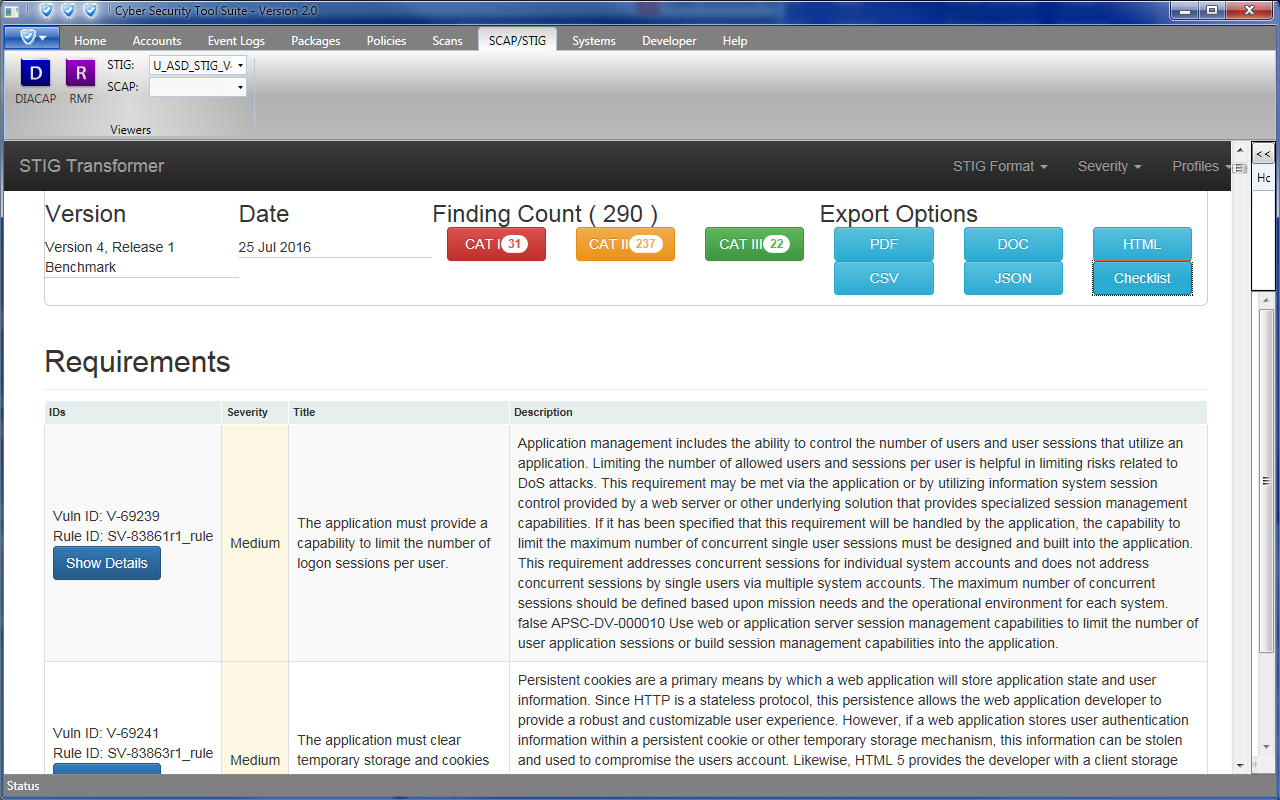 Cyber Security Tool Suite - Version 2.0
Home Accounts Event Logs Packages Policies Scans SCAP/STIG Systems Developer Help
D R STIG: U_ASD_STIG_V
SCAP:
DIACAP RMF
Viewers
STIG Transformer STIG Format Severity Profiles
<<
Hc
Version Date Finding Count ( 290 ) Export Options
Version 4, Release 1
Benchmark
25 Jul 2016
CAT I 31 CAT II 237 CAT III 22
PDF DOC HTML
CSV JSON Checklist
Requirements
IDs Severity Title Description
Vuln ID: V-69239
Rule ID: SV-83861r1_rule
Show Details
Medium
The application must provide a
capability to limit the number of
logon sessions per user.
Application management includes the ability to control the number of users and user sessions that utilize an
application. Limiting the number of allowed users and sessions per user is helpful in limiting risks related to
DoS attacks. This requirement may be met via the application or by utilizing information system session
control provided by a web server or other underlying solution that provides specialized session management
capabilities. If it has been specified that this requirement will be handled by the application, the capability to
limit the maximum number of concurrent single user sessions must be designed and built into the application.
This requirement addresses concurrent sessions for individual system accounts and does not address
concurrent sessions by single users via multiple system accounts. The maximum number of concurrent
sessions should be defined based upon mission needs and the operational environment for each system.
false APSC-DV-000010 Use web or application server session management capabilities to limit the number of
user application sessions or build session management capabilities into the application.
Vuln ID: V-69241
Rule ID: SV-83863r1_rule
Medium
The application must clear
temporary storage and cookies
Persistent cookies are a primary means by which a web application will store application state and user
information. Since HTTP is a stateless protocol, this persistence allows the web application developer to
provide a robust and customizable user experience. However, if a web application stores user authentication
information within a persistent cookie or other temporary storage mechanism, this information can be stolen
and used to compromise the users account. Likewise, HTML 5 provides the developer with a client storage
Status